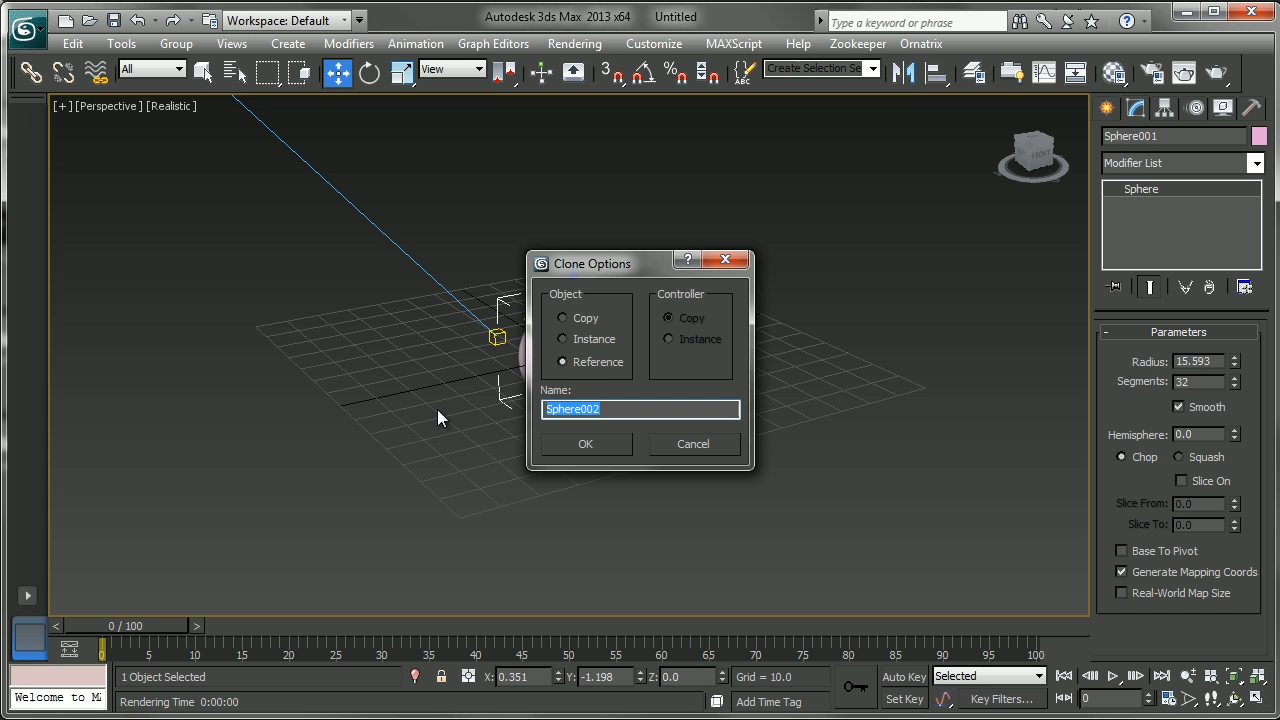 Workspace: Default
Autodesk 3ds Max 2013 x64 Untitled
Type a keyword or phrase
Edit Tools Group Views Create Modifiers Animation Graph Editors Rendering Customize MAXScript Help Zookeeper Ornatrix
All
View
3
%
ABC
Create Selection Se
[+] [Perspective ] [Realistic ]
FRONT
Sphere001
Modifier List
Sphere
Clone Options
Object
Controller
Copy
Copy
Instance
Instance
Reference
Name:
Sphere002
OK
Cancel
- Parameters
Radius: 15.593
Segments: 32
Smooth
Hemisphere: 0.0
Chop Squash
Slice On
Slice From: 0.0
Slice To: 0.0
Base To Pivot
Generate Mapping Coords
Real-World Map Size
< 0 / 100 >
0 5 10 15 20 25 30 35 40 45 50 55 60 65 70 75 80 85 90 95 100
1 Object Selected
X: 0.351 Y: -1.198 Z: 0.0
Grid = 10.0
Auto Key
Selected
Welcome to MA
Rendering Time 0:00:00
Add Time Tag
Set Key
Key Filters...
0